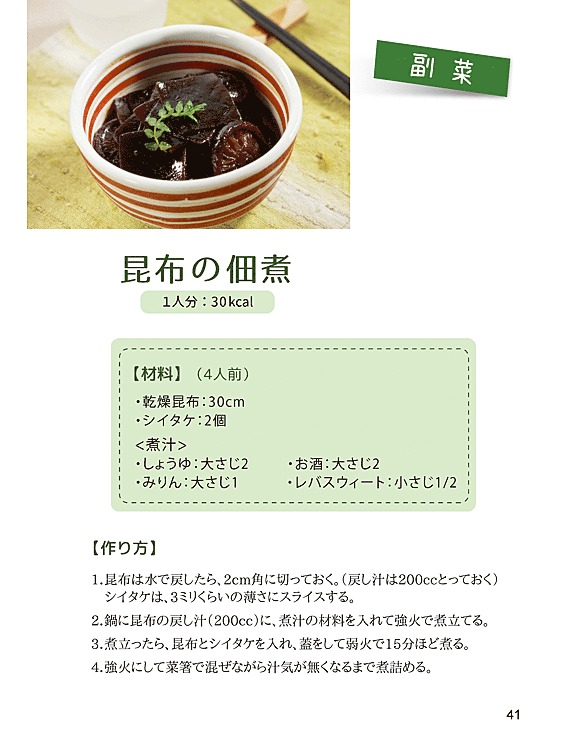 副菜
昆布の佃煮
1人分：30kcal
【材料】（4人前）
・乾燥昆布：30cm
・シイタケ：2個
<煮汁>
・しょうゆ：大さじ2　・お酒：大さじ2
・みりん：大さじ1　・レバスウィート：小さじ1/2
【作り方】
1.昆布は水で戻したら、2cm角に切っておく。（戻し汁は200ccとっておく）
シイタケは、3ミリくらいの薄さにスライスする。
2.鍋に昆布の戻し汁（200cc）に、煮汁の材料を入れて強火で煮立てる。
3.煮立ったら、昆布とシイタケを入れ、蓋をして弱火で15分ほど煮る。
4.強火にして菜箸で混ぜながら汁気が無くなるまで煮詰める。
41